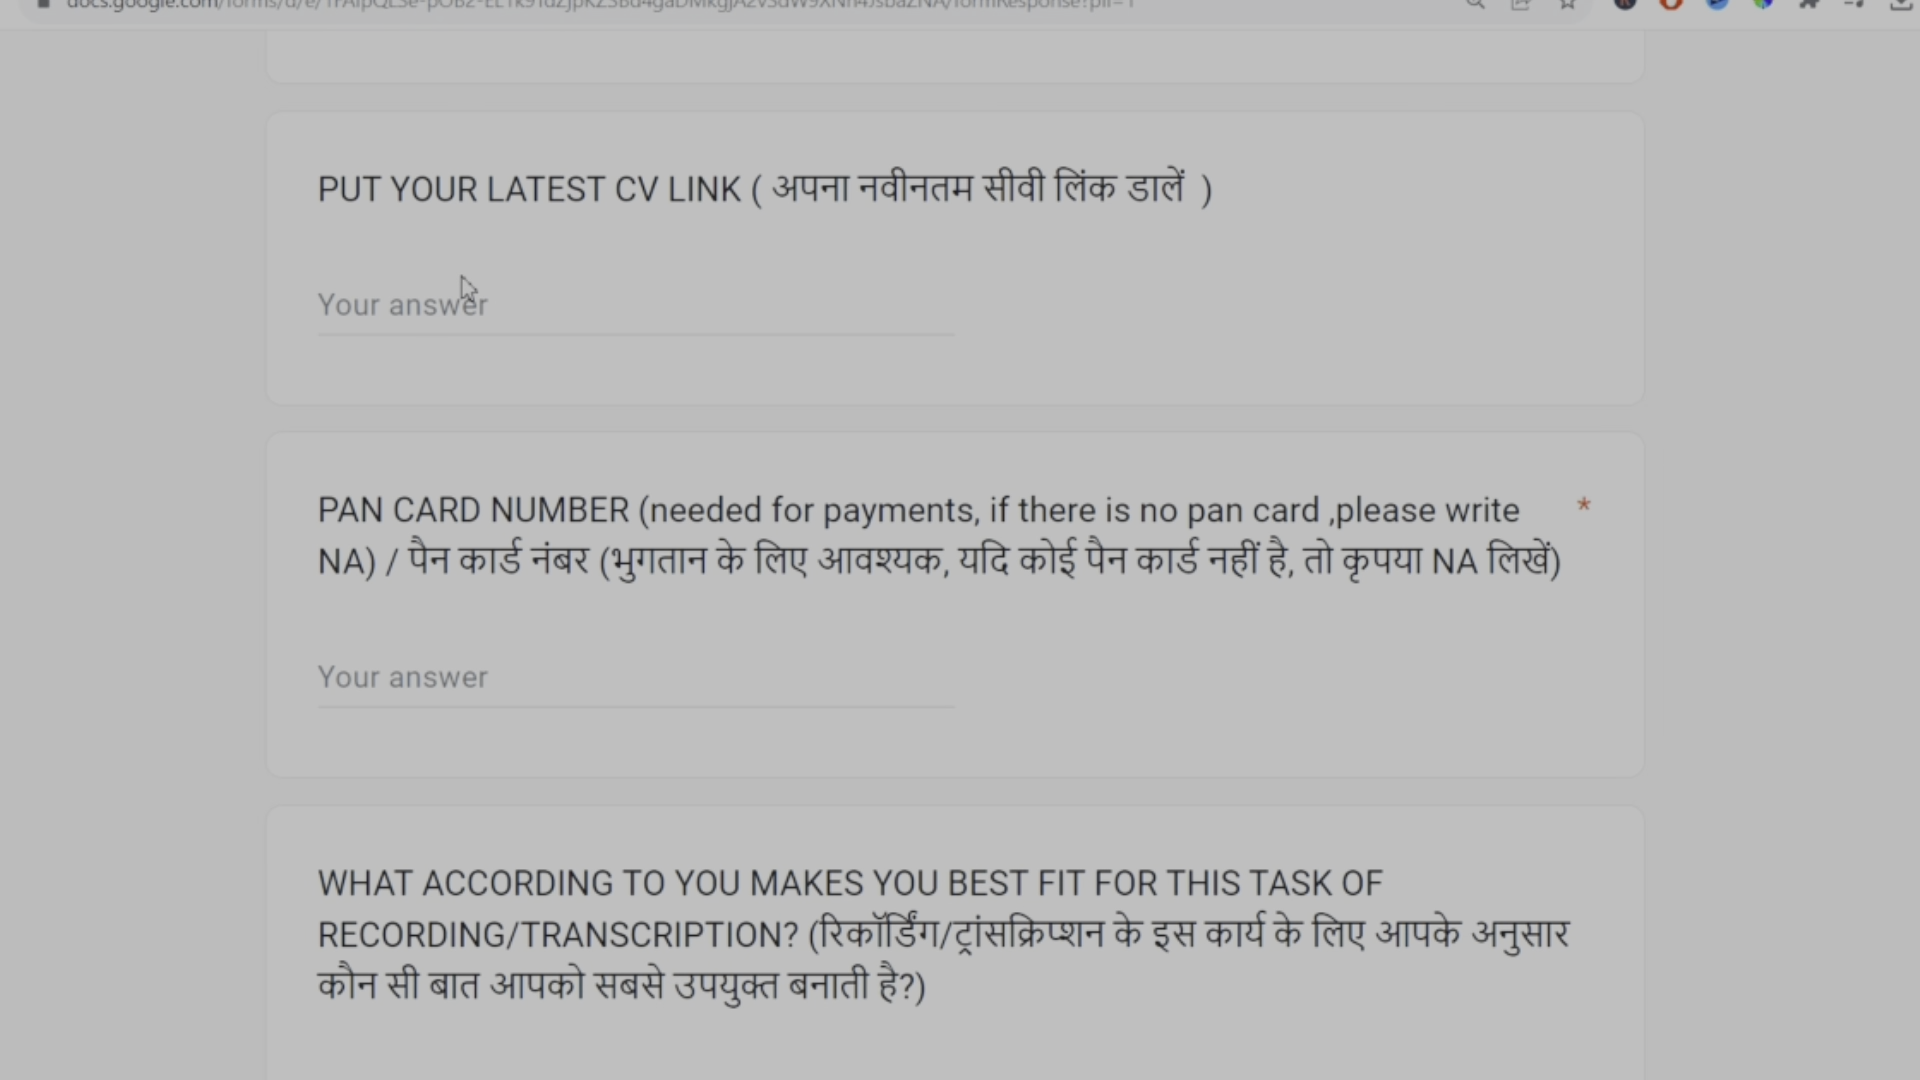 PUT YOUR LATEST CV LINK ( अपना नवीनतम सीवी लिंक डालें )
Your answer
PAN CARD NUMBER (needed for payments, if there is no pan card ,please write *
NA) / पैन कार्ड नंबर (भुगतान के लिए आवश्यक, यदि कोई पैन कार्ड नहीं है, तो कृपया NA लिखें)
Your answer
WHAT ACCORDING TO YOU MAKES YOU BEST FIT FOR THIS TASK OF
RECORDING/TRANSCRIPTION? (रिकॉर्डिंग/ट्रांसक्रिप्शन के इस कार्य के लिए आपके अनुसार
कौन सी बात आपको सबसे उपयुक्त बनाती है?)